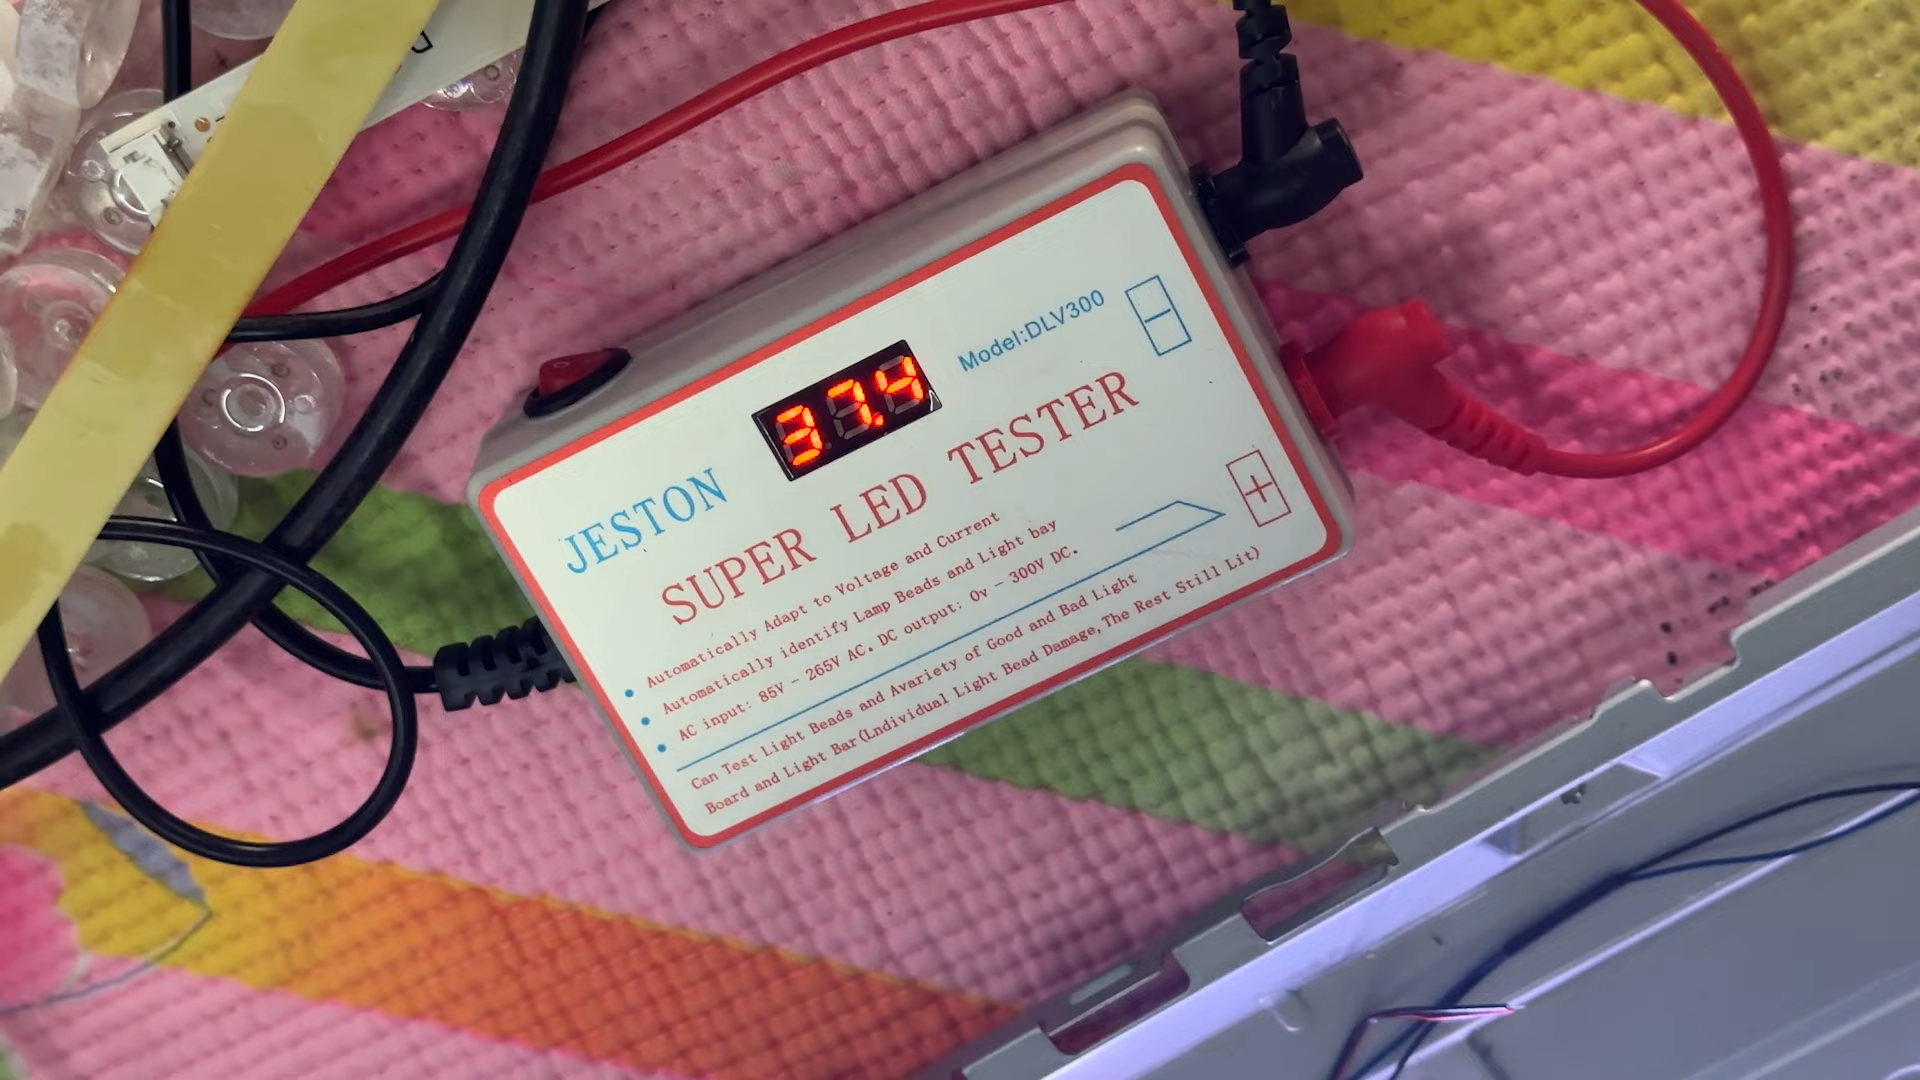 37.4
Model:DLV300
JESTON
SUPER LED TESTER
Automatically Adapt to Voltage and Current
Automatically identify Lamp Beads and Light bay
AC input: 85V - 265V AC. DC output: 0v - 300V DC.
Can Test Light Beads and Avariety of Good and Bad Light
Board and Light Bar(Lndividual Light Bead Damage,The Rest Still Lit)